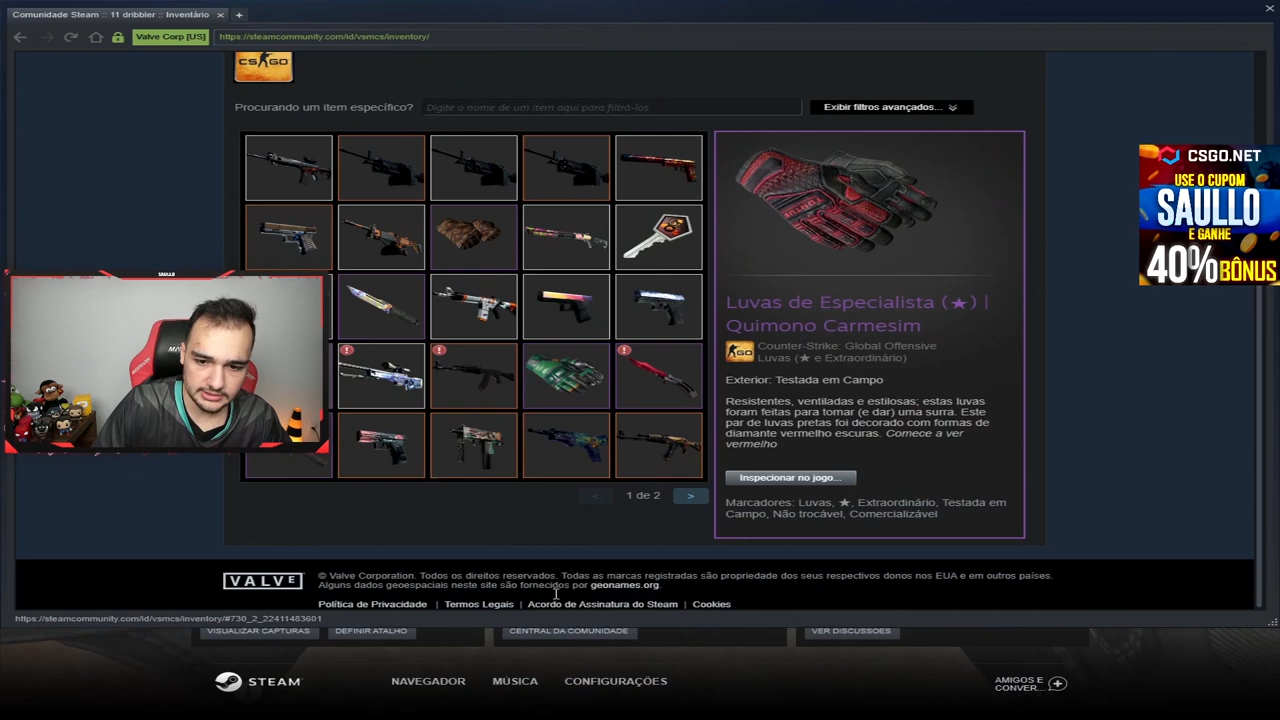 Comunidade Steam :: 11 dribbler :: Inventário
Valve Corp [US]
https://steamcommunity.com/id/vsmcs/inventory/
CS:GO
Procurando um item específico?
Digite o nome de um item aqui para filtrá-los
Exibir filtros avançados...
CSGO.NET
USE O CUPOM
SAULLO
E GANHE
40% BÔNUS
SAULLO
Luvas de Especialista (★) |
Quimono Carmesim
GO
Counter-Strike: Global Offensive
Luvas (★ e Extraordinário)
Exterior: Testada em Campo
Resistentes, ventiladas e estilosas; estas luvas
foram feitas para tomar (e dar) uma surra. Este
par de luvas pretas foi decorado com formas de
diamante vermelho escuras. Comece a ver
vermelho
Inspecionar no jogo...
Marcadores: Luvas, ★, Extraordinário, Testada em
Campo, Não trocável, Comercializável
< 1 de 2 >
VALVE
© Valve Corporation. Todos os direitos reservados. Todas as marcas registradas são propriedade dos seus respectivos donos nos EUA e em outros países.
Alguns dados geoespaciais neste site são fornecidos por geonames.org.
Política de Privacidade | Termos Legais | Acordo de Assinatura do Steam | Cookies
https://steamcommunity.com/id/vsmcs/inventory/#730_2_22411483601
VISUALIZAR CAPTURAS
DEFINIR ATALHO
CENTRAL DA COMUNIDADE
VER DISCUSSÕES
STEAM
NAVEGADOR
MÚSICA
CONFIGURAÇÕES
AMIGOS E
CONVER...